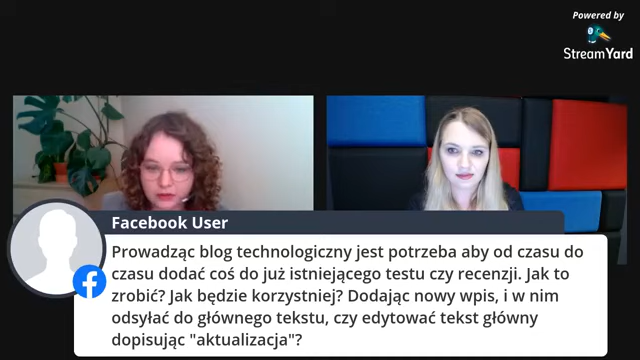 Powered by
StreamYard
Facebook User
Prowadząc blog technologiczny jest potrzeba aby od czasu do
czasu dodać coś do już istniejącego testu czy recenzji. Jak to
zrobić? Jak będzie korzystniej? Dodając nowy wpis, i w nim
odsyłać do głównego tekstu, czy edytować tekst główny
dopisując "aktualizacja"?